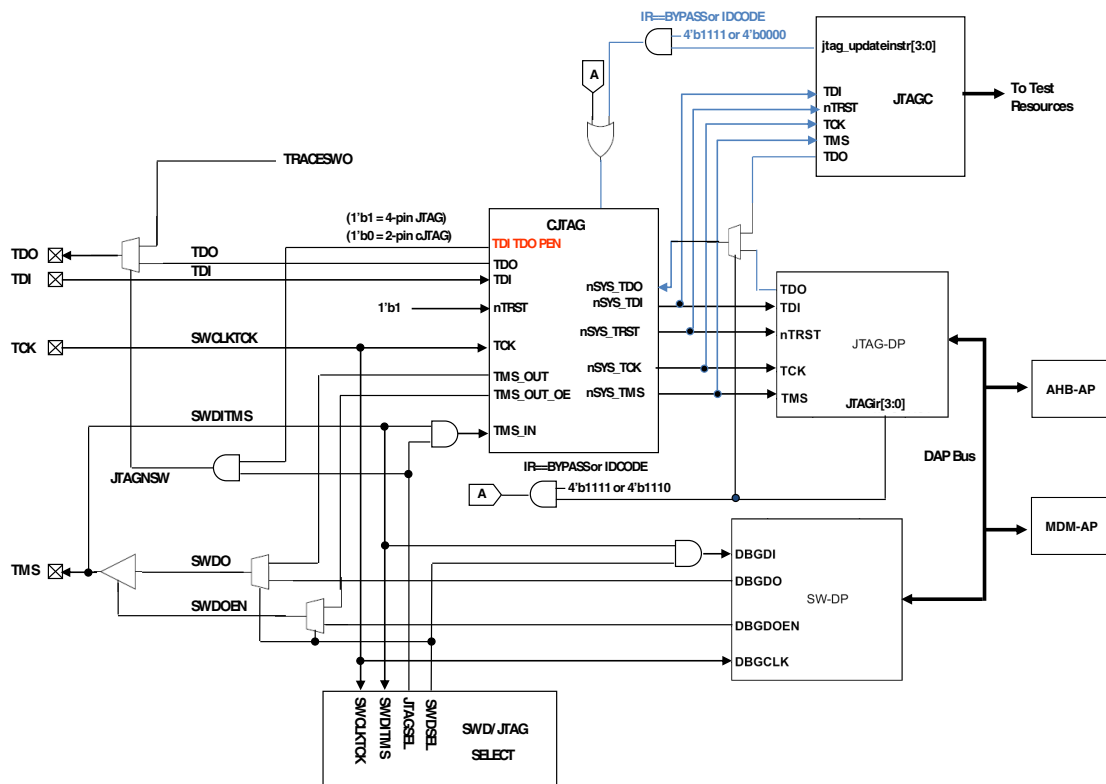 IR==BYPASSor IDCODE
4'b1111 or 4'b0000
jtag_updateinstr[3:0]
A
TDI
nTRST
TCK
TMS
TDO
JTAGC
To Test
Resources
TRACESWO
(1'b1 = 4-pin JTAG)
(1'b0 = 2-pin cJTAG)
CJTAG
TDI TDO PEN
TDO
TDO
TDO
TDI
TDI
TDI
1'b1
nTRST
TCK
SWCLKTCK
TCK
TMS_OUT
TMS_OUT_OE
SWDITMS
TMS_IN
nSYS_TDO
nSYS_TDI
nSYS_TRST
nSYS_TCK
nSYS_TMS
TDO
TDI
nTRST
JTAG-DP
TCK
TMS
JTAGir[3:0]
AHB-AP
DAP Bus
MDM-AP
IR==BYPASSor IDCODE
4'b1111 or 4'b1110
A
JTAGNSW
TMS
SWDO
SWDOEN
DBGDI
DBGDO
SW-DP
DBGDOEN
DBGCLK
SWCLKTCK
SWDITMS
JTAGSEL
SWDSEL
SWD/JTAG
SELECT